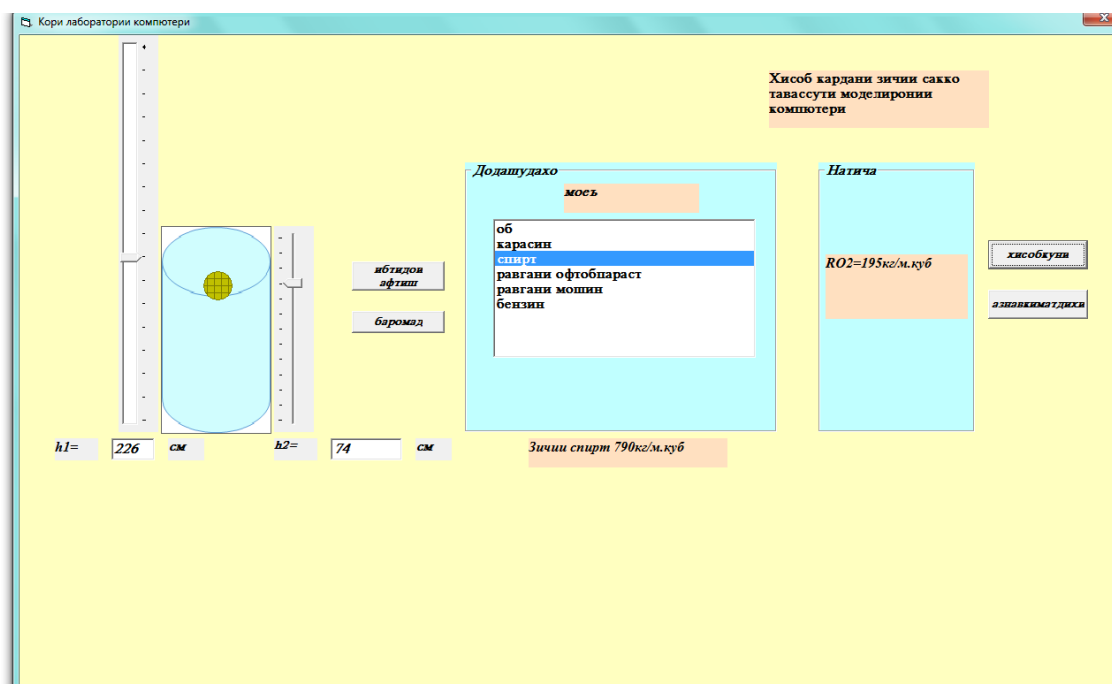 Кори лаборатории компютери
Хисоб кардани зичии сакко
тавассути моделиронии
компютери
Додашудахо
моеъ
об
карасин
спирт
равгани офтобпараст
равгани мошин
бензин
Натича
RO2=195кг/м.куб
ибтидои
афтиш
баромад
хисобкуни
азнавкиматдихи
h1=
226
см
h2=
74
см
Зичии спирт 790кг/м.куб